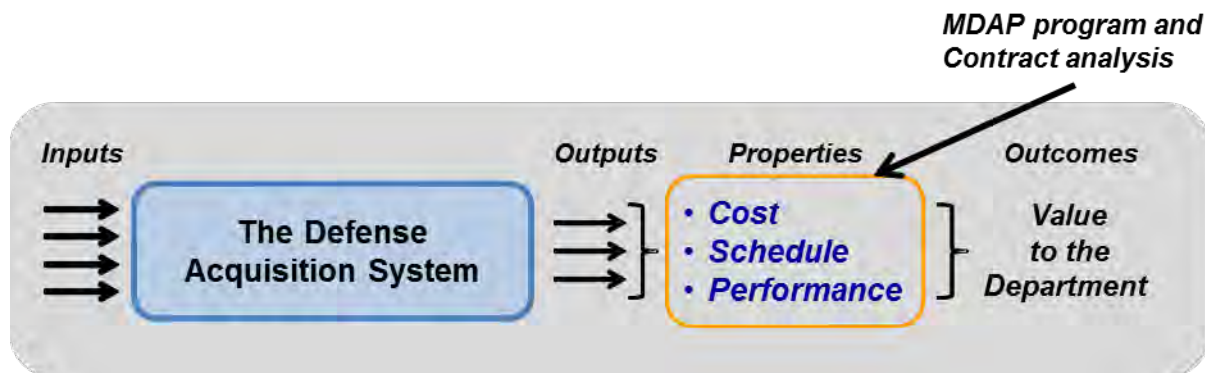 MDAP program and
Contract analysis
Inputs
Outputs
Properties
Outcomes
The Defense
Acquisition System
• Cost
• Schedule
• Performance
Value
to the
Department